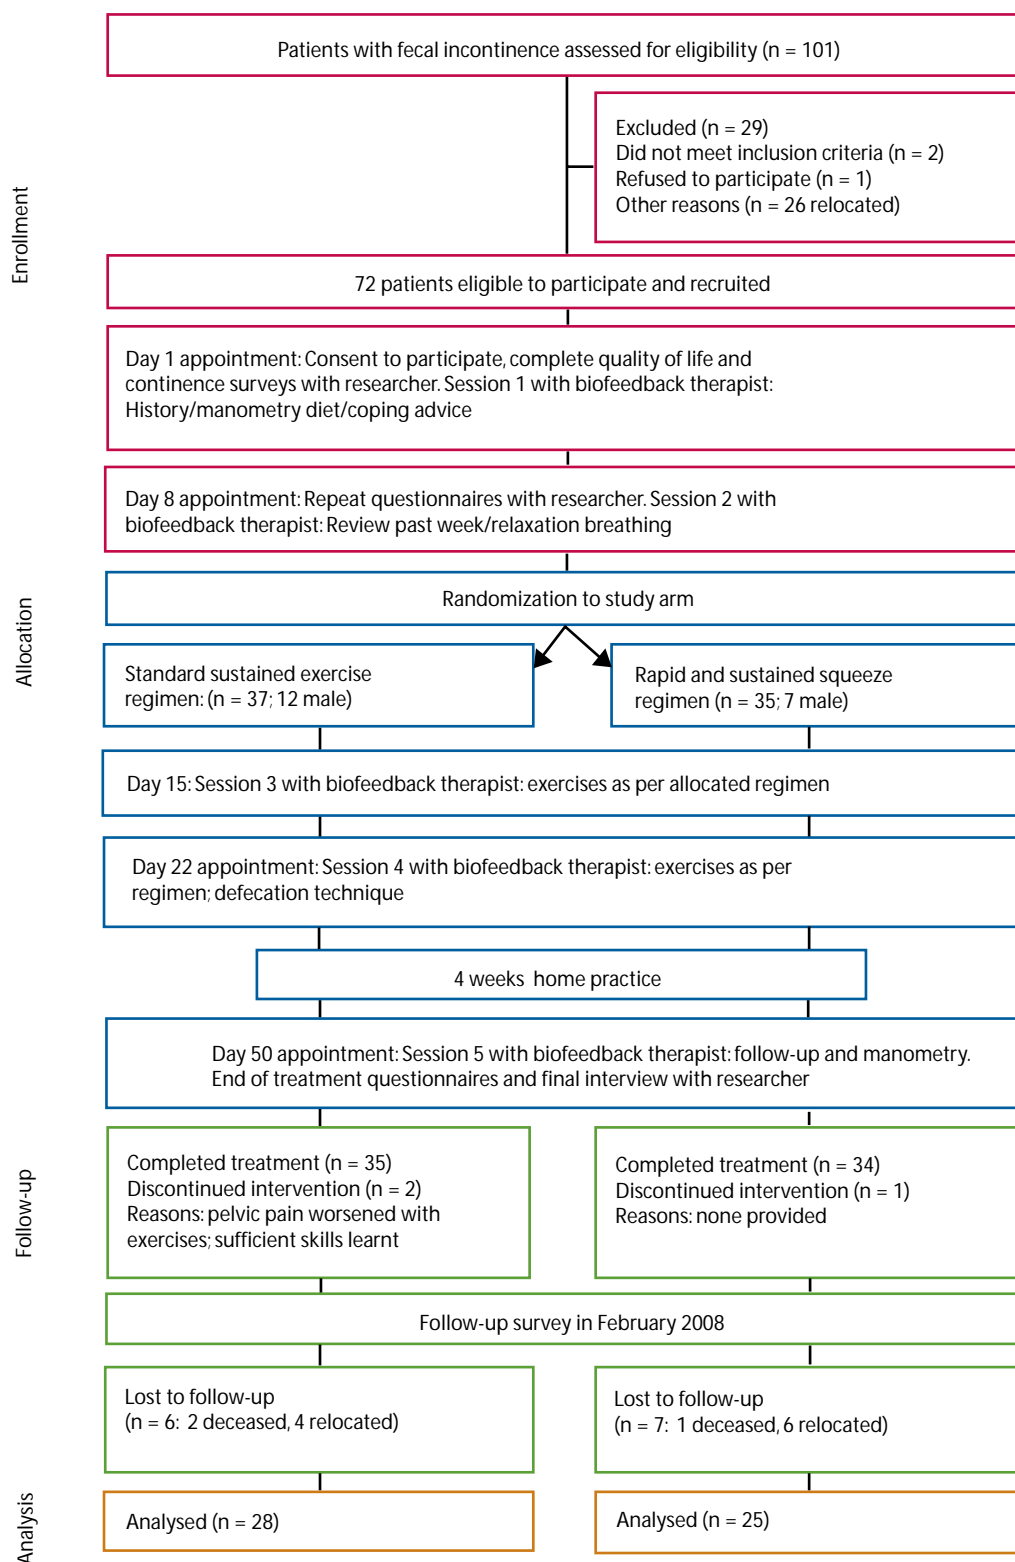 Patients with fecal incontinence assessed for eligibility (n = 101)
Excluded (n = 29)
Did not meet inclusion criteria (n = 2)
Refused to participate (n = 1)
Other reasons (n = 26 relocated)
Enrollment
72 patients eligible to participate and recruited
Day 1 appointment: Consent to participate, complete quality of life and
continence surveys with researcher. Session 1 with biofeedback therapist:
History/manometry diet/coping advice
Day 8 appointment: Repeat questionnaires with researcher. Session 2 with
biofeedback therapist: Review past week/relaxation breathing
Allocation
Randomization to study arm
Standard sustained exercise
regimen: (n = 37; 12 male)
Rapid and sustained squeeze
regimen (n = 35; 7 male)
Day 15: Session 3 with biofeedback therapist: exercises as per allocated regimen
Day 22 appointment: Session 4 with biofeedback therapist: exercises as per
regimen; defecation technique
4 weeks home practice
Day 50 appointment: Session 5 with biofeedback therapist: follow-up and manometry.
End of treatment questionnaires and final interview with researcher
Follow-up
Completed treatment (n = 35)
Discontinued intervention (n = 2)
Reasons: pelvic pain worsened with
exercises; sufficient skills learnt
Completed treatment (n = 34)
Discontinued intervention (n = 1)
Reasons: none provided
Follow-up survey in February 2008
Lost to follow-up
(n = 6: 2 deceased, 4 relocated)
Lost to follow-up
(n = 7: 1 deceased, 6 relocated)
Analysis
Analysed (n = 28)
Analysed (n = 25)